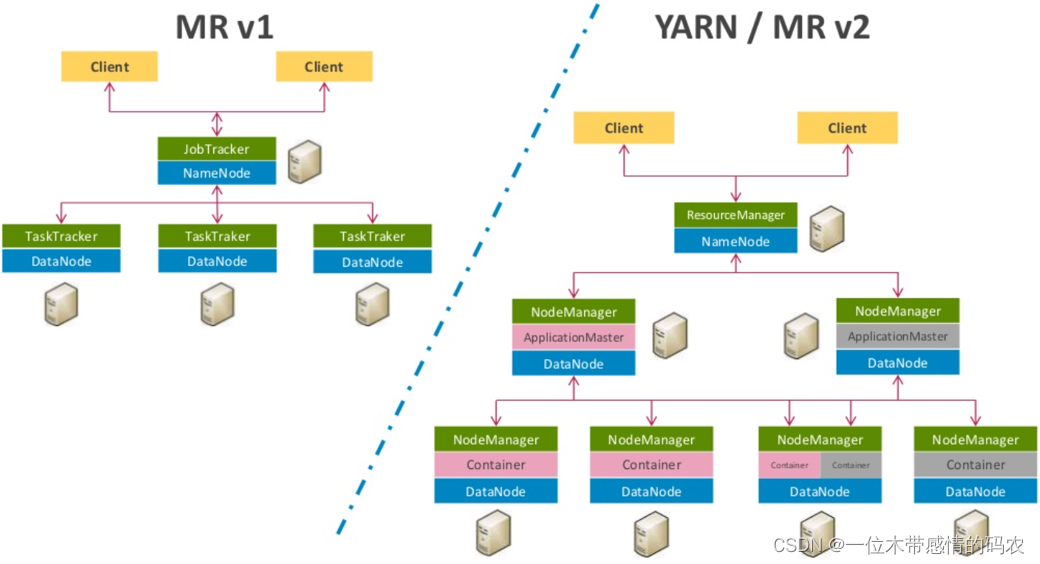 MR v1
Client
Client
JobTracker
NameNode
TaskTracker
DataNode
TaskTraker
DataNode
TaskTraker
DataNode
YARN / MR v2
Client
Client
ResourceManager
NameNode
NodeManager
ApplicationMaster
DataNode
NodeManager
ApplicationMaster
DataNode
NodeManager
Container
DataNode
NodeManager
Container
DataNode
NodeManager
Container Container
DataNode
NodeManager
Container
DataNode
CSDN @一位木带感情的码农